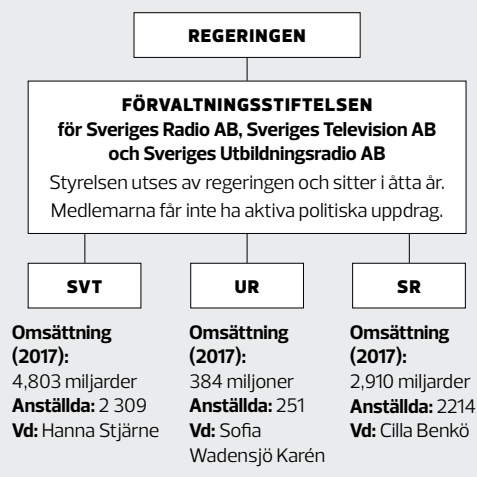 REGERINGEN
FÖRVALTNINGSSTIFTELSEN
för Sveriges Radio AB, Sveriges Television AB
och Sveriges Utbildningsradio AB
Styrelsen utses av regeringen och sitter i åtta år.
Medlemarna får inte ha aktiva politiska uppdrag.
SVT
Omsättning
(2017):
4,803 miljarder
Anställda: 2 309
Vd: Hanna Stjärne
UR
Omsättning
(2017):
384 miljoner
Anställda: 251
Vd: Sofia
Wadensjö Karén
SR
Omsättning
(2017):
2,910 miljarder
Anställda: 2214
Vd: Cilla Benkö